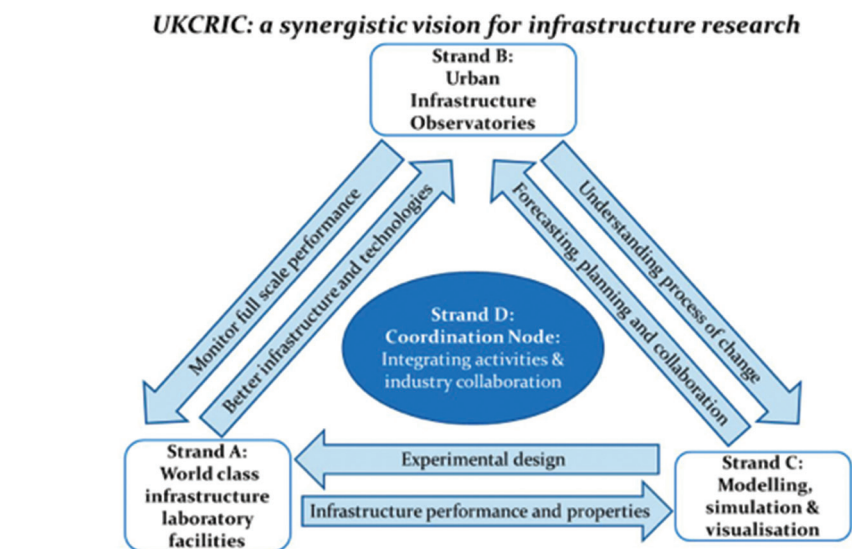 UKCRIC: a synergistic vision for infrastructure research
Strand B:
Urban
Infrastructure
Observatories
Monitor full scale performance
Better infrastructure and technologies
Forecasting, planning and collaboration
Understanding process of change
Strand D:
Coordination Node:
Integrating activities &
industry collaboration
Strand A:
World class
infrastructure
laboratory
facilities
Experimental design
Infrastructure performance and properties
Strand C:
Modelling,
simulation &
visualisation